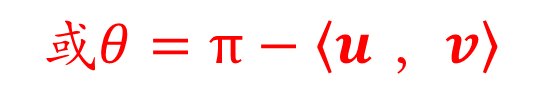 或θ = π − ⟨u , v⟩